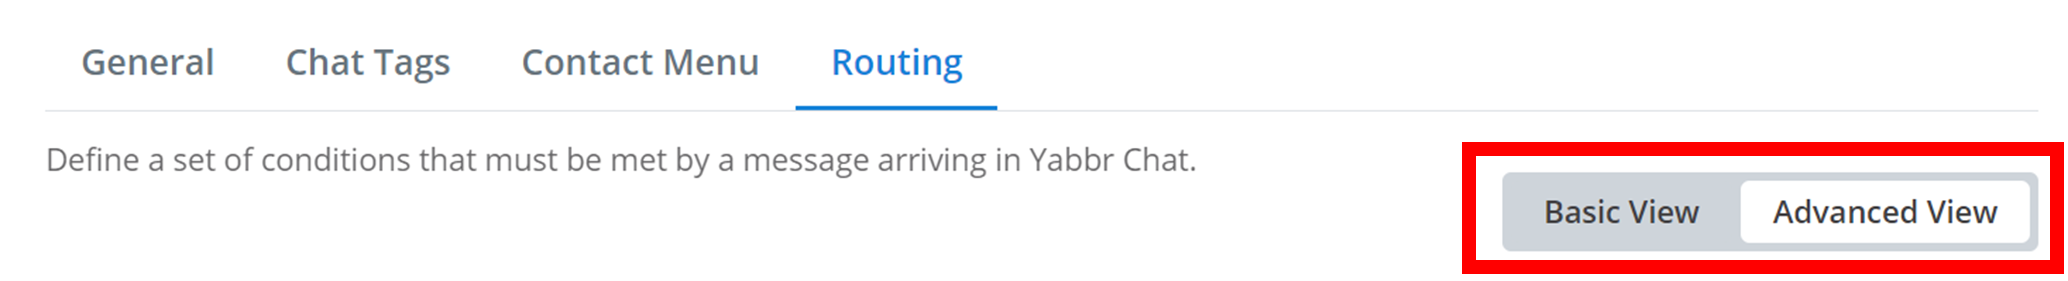 General Chat Tags Contact Menu Routing
Define a set of conditions that must be met by a message arriving in Yabbr Chat.
Basic View Advanced View